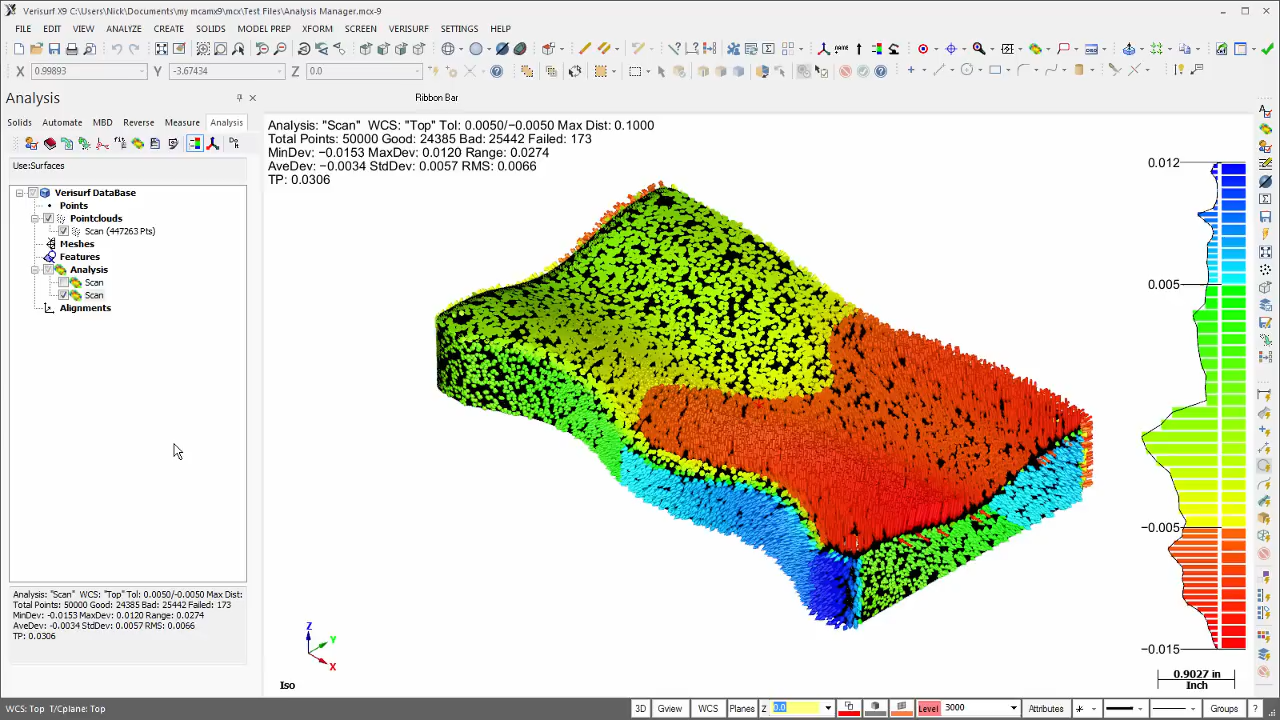 Verisurf X9 C:\Users\Nick\Documents\my mcamx9\mcx\Test Files\Analysis Manager.mcx-9
FILE EDIT VIEW ANALYZE CREATE SOLIDS MODEL PREP XFORM SCREEN VERISURF SETTINGS HELP
NAME
X 0.99893 Y -3.67434 Z 0.0
Analysis
Ribbon Bar
Solids Automate MBD Reverse Measure Analysis
Use:Surfaces
Verisurf DataBase
Points
Pointclouds
Scan (447263 Pts)
Meshes
Features
Analysis
Scan
Scan
Alignments
Analysis: "Scan" WCS: "Top" Tol: 0.0050/-0.0050 Max Dist:
Total Points: 50000 Good: 24385 Bad: 25442 Failed: 173
MinDev: -0.0153 MaxDev: 0.0120 Range: 0.0274
AveDev: -0.0034 StdDev: 0.0057 RMS: 0.0066
TP: 0.0306
Analysis: "Scan" WCS: "Top" Tol: 0.0050/−0.0050 Max Dist: 0.1000
Total Points: 50000 Good: 24385 Bad: 25442 Failed: 173
MinDev: −0.0153 MaxDev: 0.0120 Range: 0.0274
AveDev: −0.0034 StdDev: 0.0057 RMS: 0.0066
TP: 0.0306
0.012
0.005
-0.005
-0.015
Z
Y
X
Iso
0.9027 in
Inch
WCS: Top T/Cplane: Top
3D Gview WCS Planes Z 0.0 Level 3000 Attributes Groups ?